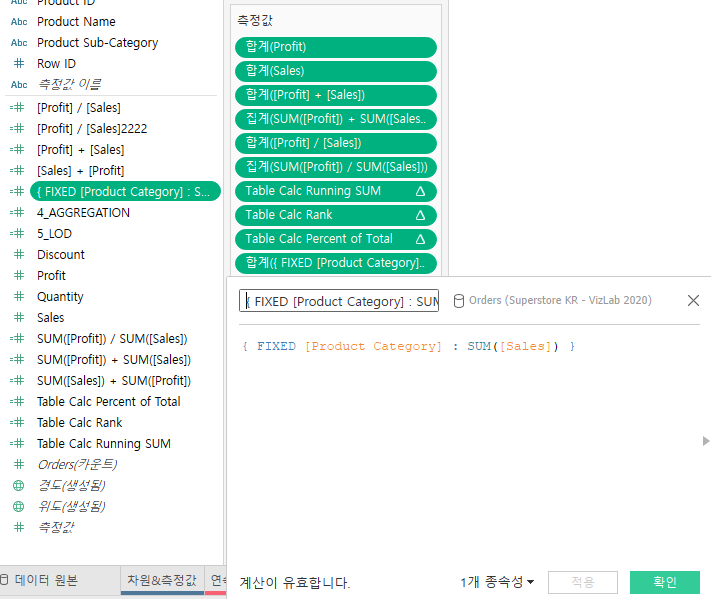 Abc Product ID
Abc Product Name
Abc Product Sub-Category
# Row ID
Abc 측정값 이름
=# [Profit] / [Sales]
=# [Profit] / [Sales]2222
=# [Profit] + [Sales]
=# [Sales] + [Profit]
=# { FIXED [Product Category] : S...
=# 4_AGGREGATION
=# 5_LOD
# Discount
# Profit
# Quantity
# Sales
=# SUM([Profit]) / SUM([Sales])
=# SUM([Profit]) + SUM([Sales])
=# SUM([Sales]) + SUM([Profit])
=# Table Calc Percent of Total
=# Table Calc Rank
=# Table Calc Running SUM
# Orders(카운트)
경도(생성됨)
위도(생성됨)
# 측정값
측정값
합계(Profit)
합계(Sales)
합계([Profit] + [Sales])
집계(SUM([Profit]) + SUM([Sales..
합계([Profit] / [Sales])
집계(SUM([Profit]) / SUM([Sales]))
Table Calc Running SUM △
Table Calc Rank △
Table Calc Percent of Total △
합계({ FIXED [Product Category]..
{ FIXED [Product Category] : SUM
Orders (Superstore KR - VizLab 2020)
{ FIXED [Product Category] : SUM([Sales]) }
계산이 유효합니다.
1개 종속성
적용
확인
데이터 원본
차원&측정값